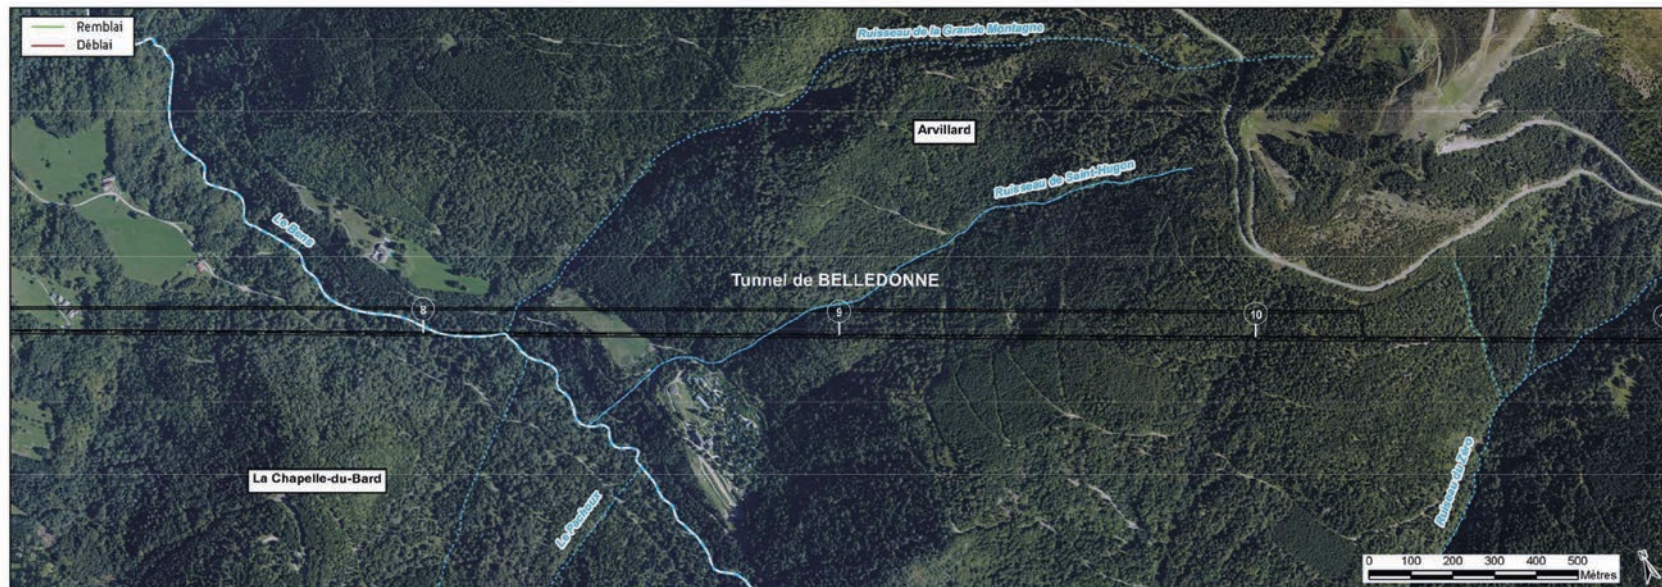 Remblai
Déblai
Ruisseau de la Grande Montagne
Arvillard
Ruisseau de Saint-Hugon
Le Bens
Tunnel de BELLEDONNE
8
9
10
La Chapelle-du-Bard
Le Puchoux
Ruisseau du Zéro
0 100 200 300 400 500
Mètres
N